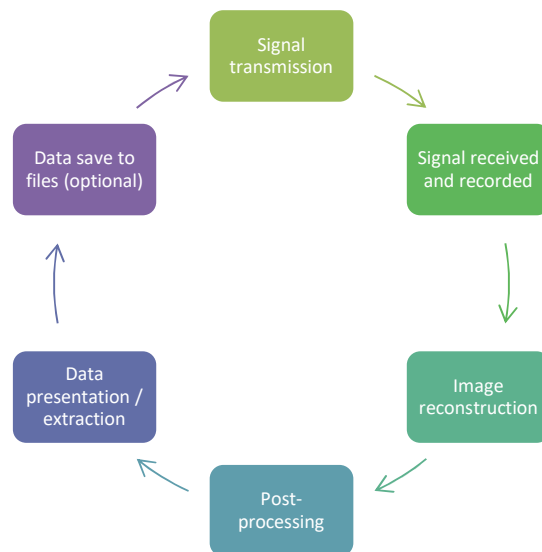 Signal
transmission
Signal received
and recorded
Image
reconstruction
Post-
processing
Data
presentation /
extraction
Data save to
files (optional)